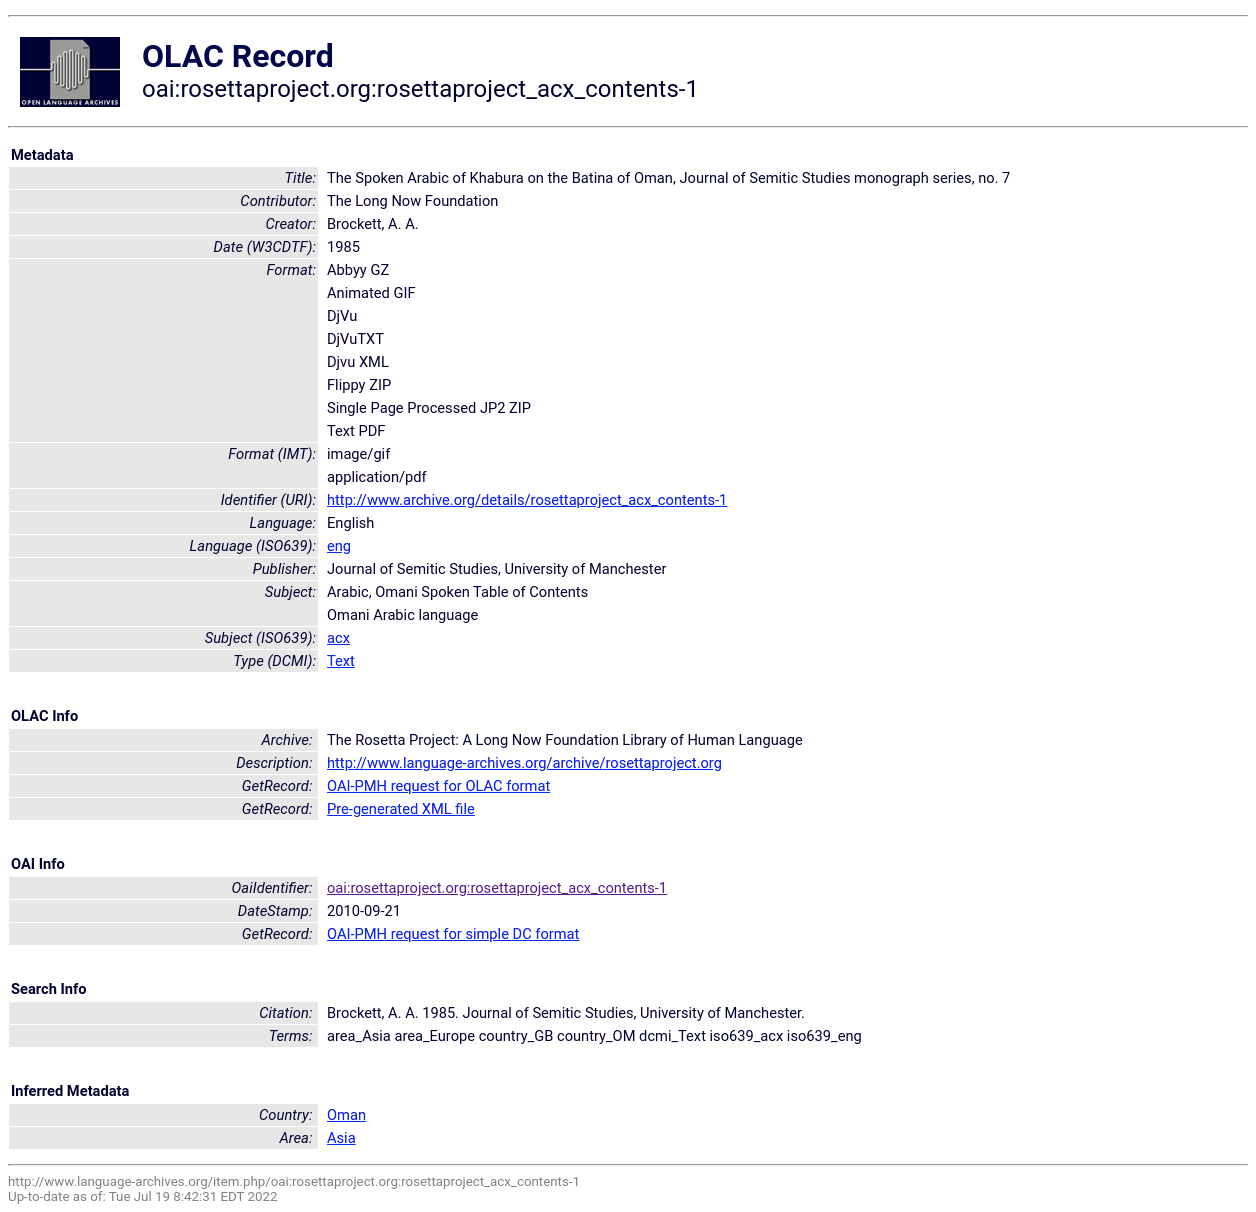 OPEN LANGUAGE ARCHIVES
OLAC Record
oai:rosettaproject.org:rosettaproject_acx_contents-1
Metadata
Title: The Spoken Arabic of Khabura on the Batina of Oman, Journal of Semitic Studies monograph series, no. 7
Contributor: The Long Now Foundation
Creator: Brockett, A. A.
Date (W3CDTF): 1985
Format: Abbyy GZ
Animated GIF
DjVu
DjVuTXT
Djvu XML
Flippy ZIP
Single Page Processed JP2 ZIP
Text PDF
Format (IMT): image/gif
application/pdf
Identifier (URI): http://www.archive.org/details/rosettaproject_acx_contents-1
Language: English
Language (ISO639): eng
Publisher: Journal of Semitic Studies, University of Manchester
Subject: Arabic, Omani Spoken Table of Contents
Omani Arabic language
Subject (ISO639): acx
Type (DCMI): Text
OLAC Info
Archive: The Rosetta Project: A Long Now Foundation Library of Human Language
Description: http://www.language-archives.org/archive/rosettaproject.org
GetRecord: OAI-PMH request for OLAC format
GetRecord: Pre-generated XML file
OAI Info
OaiIdentifier: oai:rosettaproject.org:rosettaproject_acx_contents-1
DateStamp: 2010-09-21
GetRecord: OAI-PMH request for simple DC format
Search Info
Citation: Brockett, A. A. 1985. Journal of Semitic Studies, University of Manchester.
Terms: area_Asia area_Europe country_GB country_OM dcmi_Text iso639_acx iso639_eng
Inferred Metadata
Country: Oman
Area: Asia
http://www.language-archives.org/item.php/oai:rosettaproject.org:rosettaproject_acx_contents-1
Up-to-date as of: Tue Jul 19 8:42:31 EDT 2022